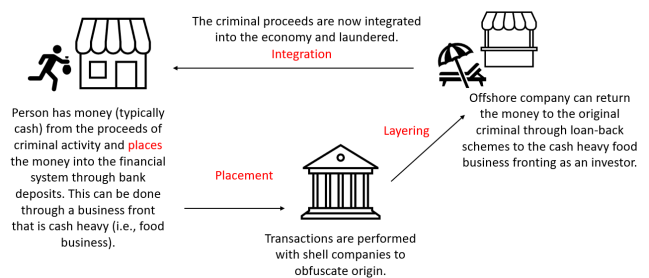 The criminal proceeds are now integrated
into the economy and laundered.
Integration
Person has money (typically
cash) from the proceeds of
criminal activity and places
the money into the financial
system through bank
deposits. This can be done
through a business front
that is cash heavy (i.e., food
business).
Placement
Transactions are performed
with shell companies to
obfuscate origin.
Layering
Offshore company can return
the money to the original
criminal through loan-back
schemes to the cash heavy food
business fronting as an investor.